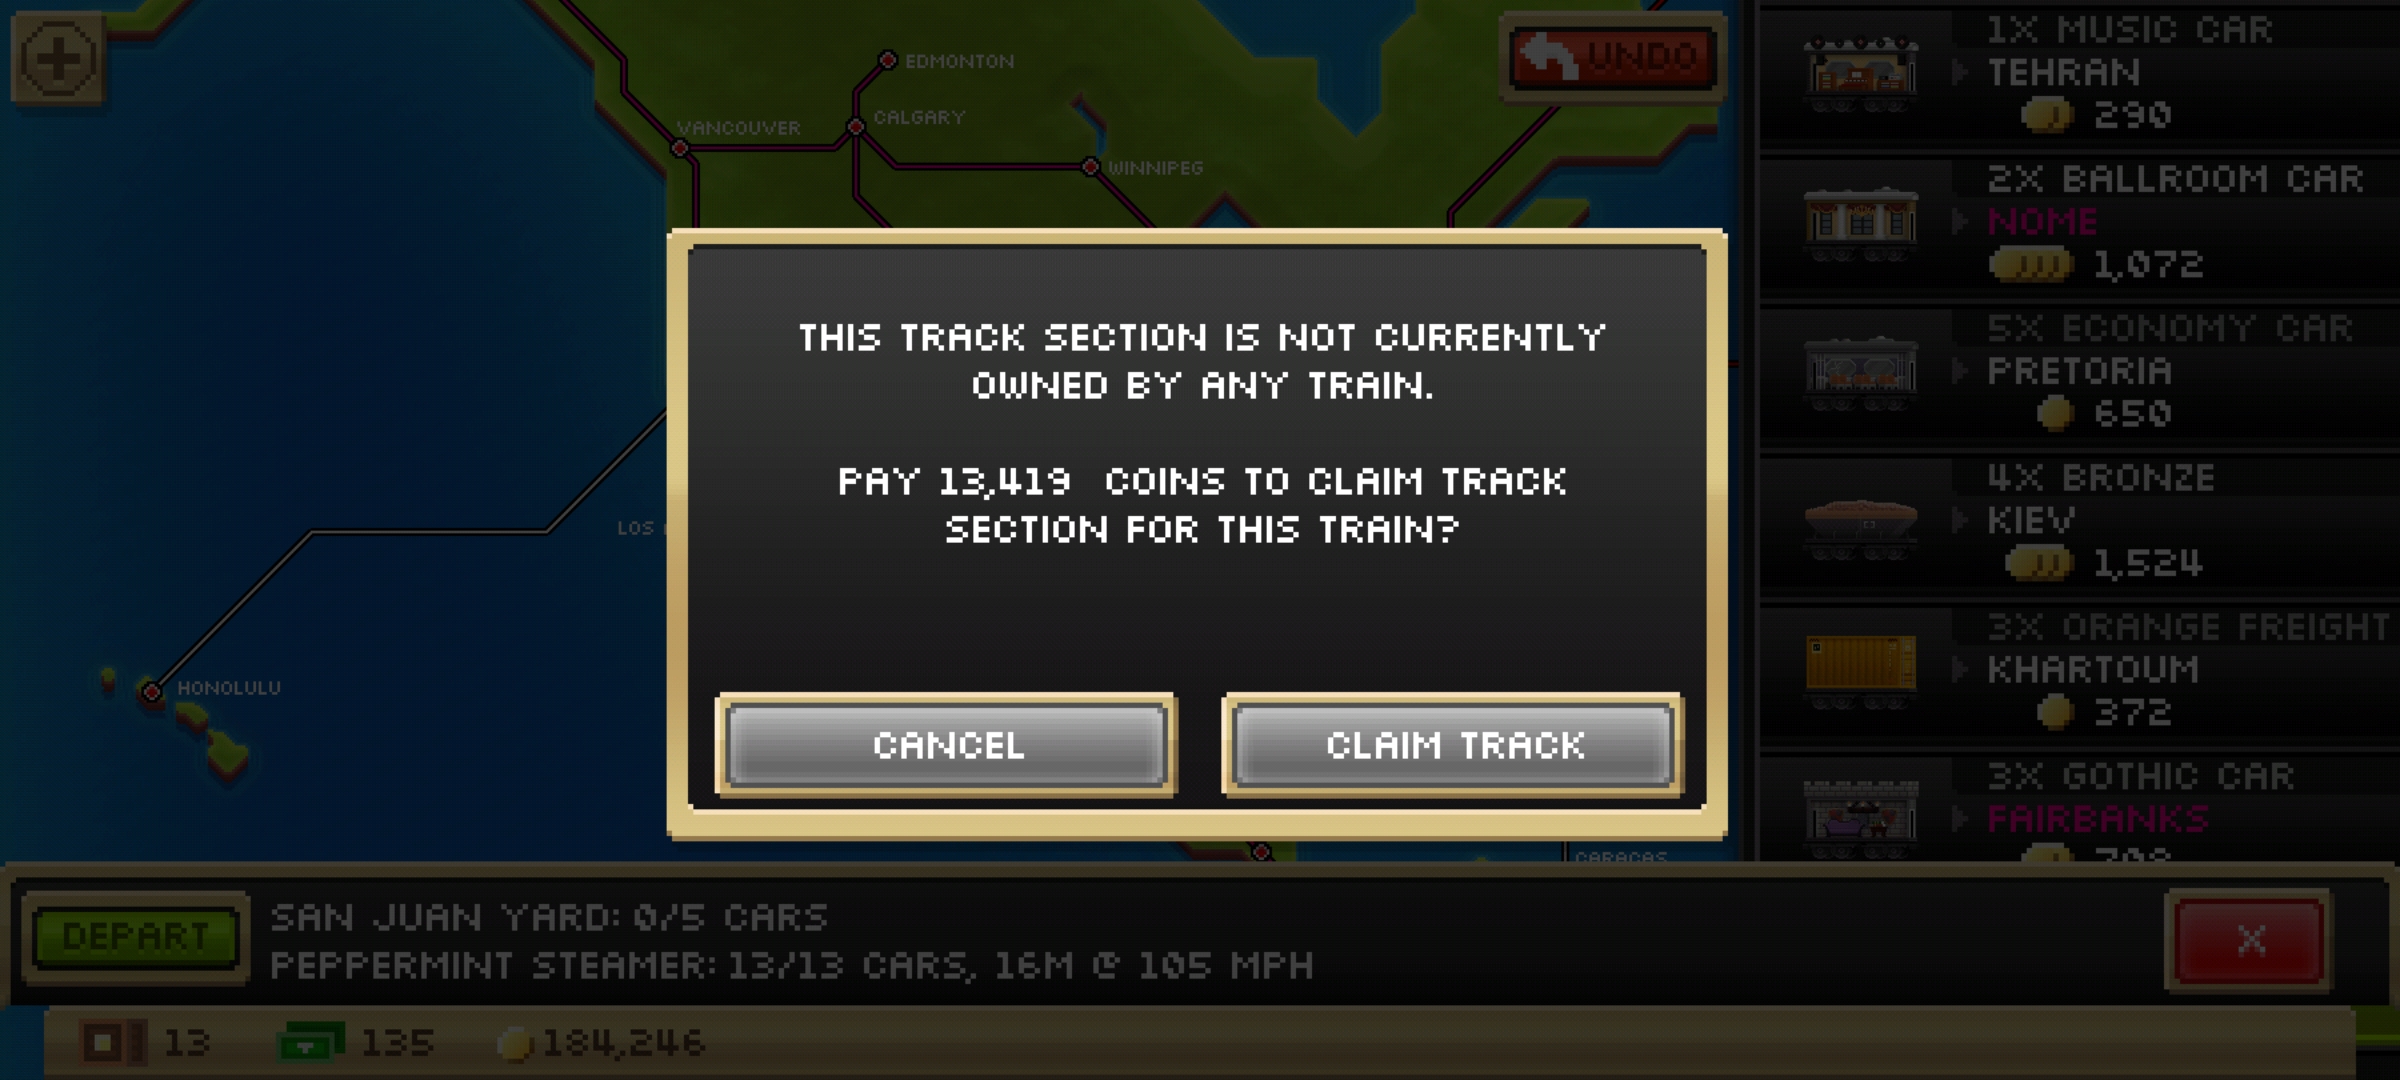 EDMONTON
CALGARY
VANCOUVER
WINNIPEG
UNDO
THIS TRACK SECTION IS NOT CURRENTLY
OWNED BY ANY TRAIN.
PAY 13,419 COINS TO CLAIM TRACK
SECTION FOR THIS TRAIN?
CANCEL
CLAIM TRACK
LOS
HONOLULU
CARACAS
1X MUSIC CAR
TEHRAN
290
2X BALLROOM CAR
NOME
1,072
5X ECONOMY CAR
PRETORIA
650
4X BRONZE
KIEV
1,524
3X ORANGE FREIGHT
KHARTOUM
372
3X GOTHIC CAR
FAIRBANKS
DEPART
SAN JUAN YARD: 0/5 CARS
PEPPERMINT STEAMER: 13/13 CARS, 16M @ 105 MPH
X
13
135
184,246